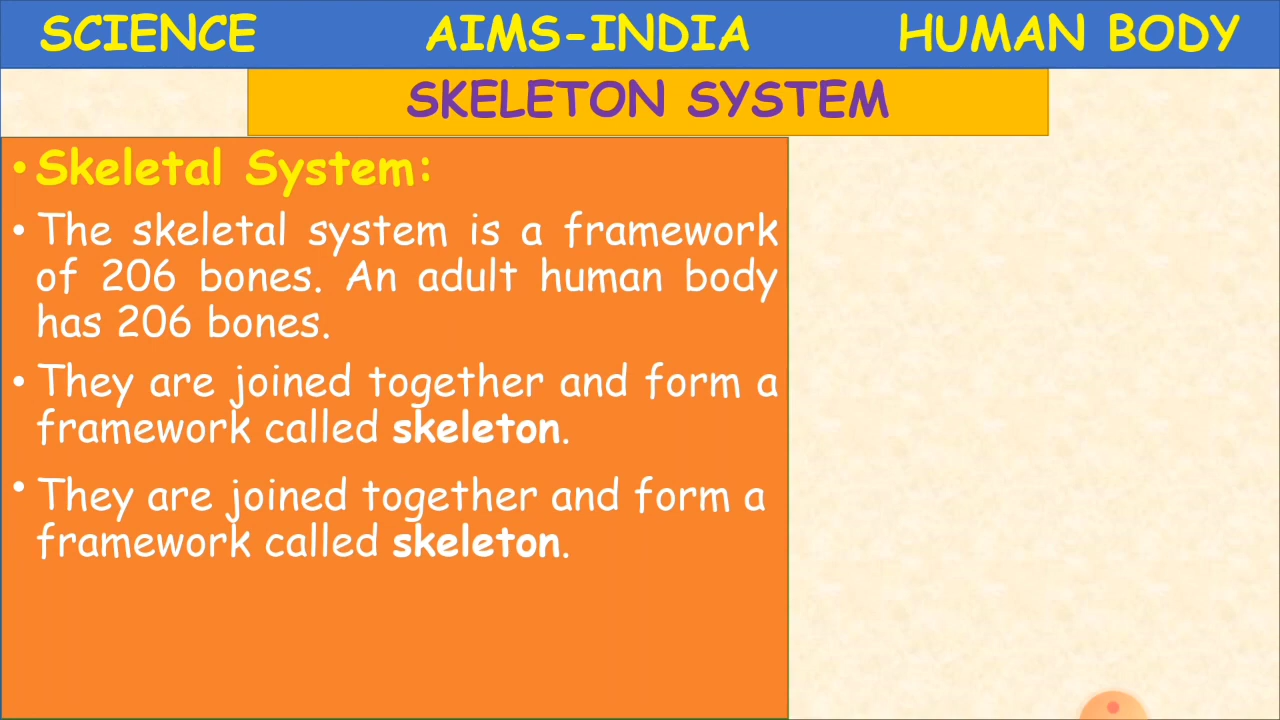 SCIENCE AIMS-INDIA HUMAN BODY
SKELETON SYSTEM
• Skeletal System:
• The skeletal system is a framework
of 206 bones. An adult human body
has 206 bones.
• They are joined together and form a
framework called skeleton.
• They are joined together and form a
framework called skeleton.